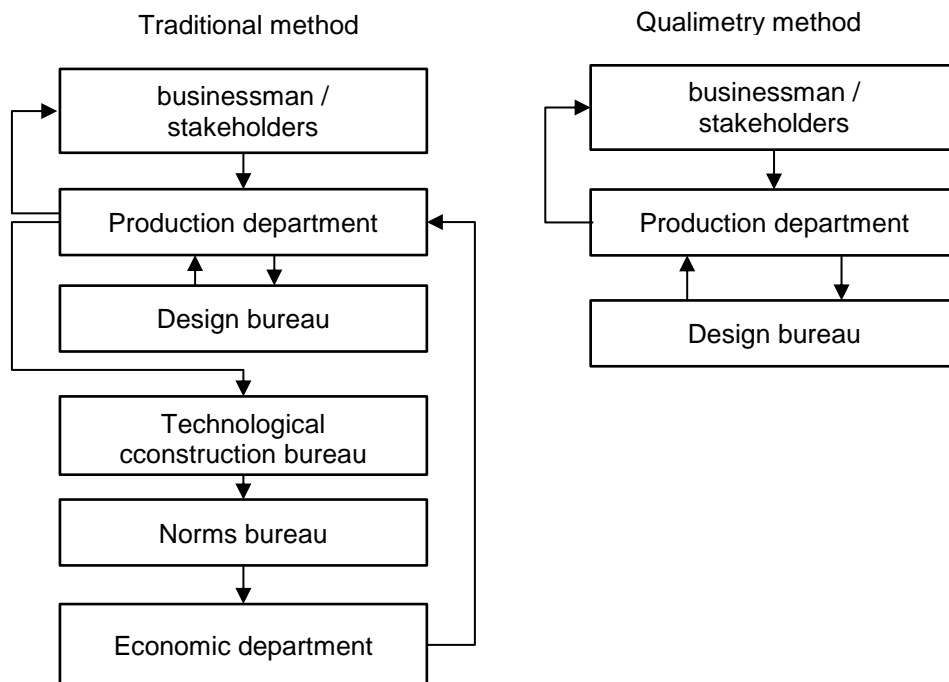 Traditional method
businessman /
stakeholders
Production department
Design bureau
Technological
cconstruction bureau
Norms bureau
Economic department
Qualimetry method
businessman /
stakeholders
Production department
Design bureau